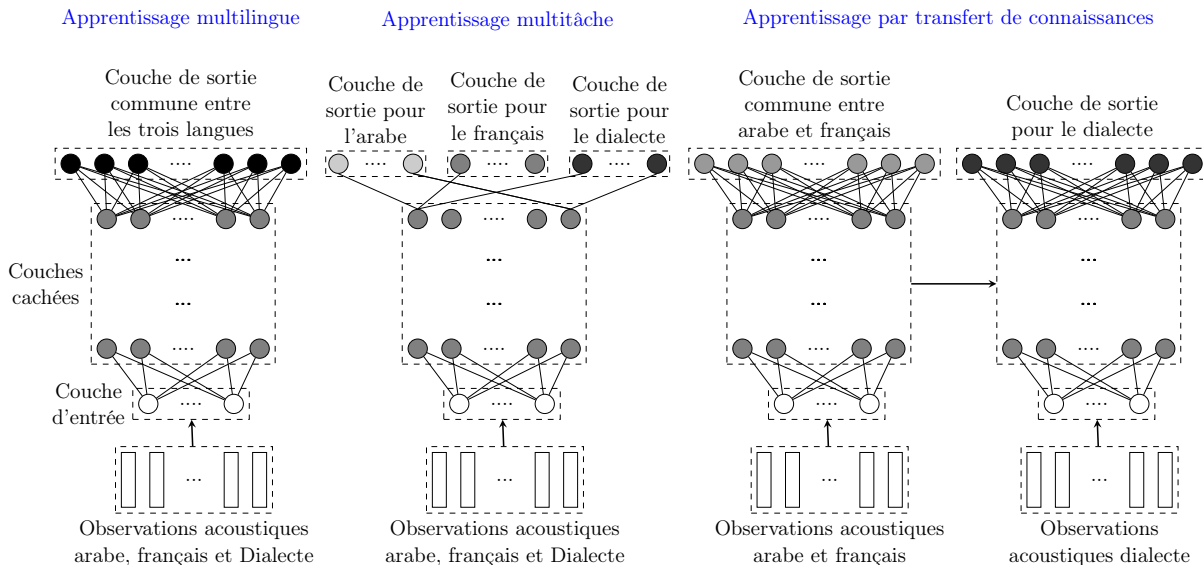 Apprentissage multilingue
Apprentissage multitâche
Apprentissage par transfert de connaissances
Couche de sortie
commune entre
les trois langues
Couche de
sortie pour
l'arabe
Couche de
sortie pour
le français
Couche de
sortie pour
le dialecte
Couche de sortie
commune entre
arabe et français
Couche de sortie
pour le dialecte
Couches
cachées
Couche
d'entrée
Observations acoustiques
arabe, français et Dialecte
Observations acoustiques
arabe, français et Dialecte
Observations acoustiques
arabe et français
Observations
acoustiques dialecte